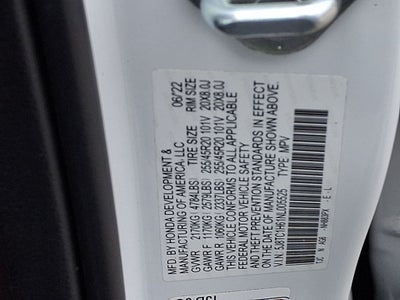 HONDA DEVELOPMENT & 06/22
MANUFACTURING OF AMERICA, LLC
TIRE SIZE RIM SIZE
GVWR 2170KG 4784LBS
GAWR F 1170KG 2579LBS 255/45R20 101V 20X8.0J
GAWR R 1060KG 2337LBS 255/45R20 101V 20X8.0J
THIS VEHICLE CONFORMS TO ALL APPLICABLE
FEDERAL MOTOR VEHICLE SAFETY
AND THEFT PREVENTION STANDARDS IN EFFECT
ON THE DATE OF MANUFACTURE SHOWN ABOVE.
TYPE MPV
E - L